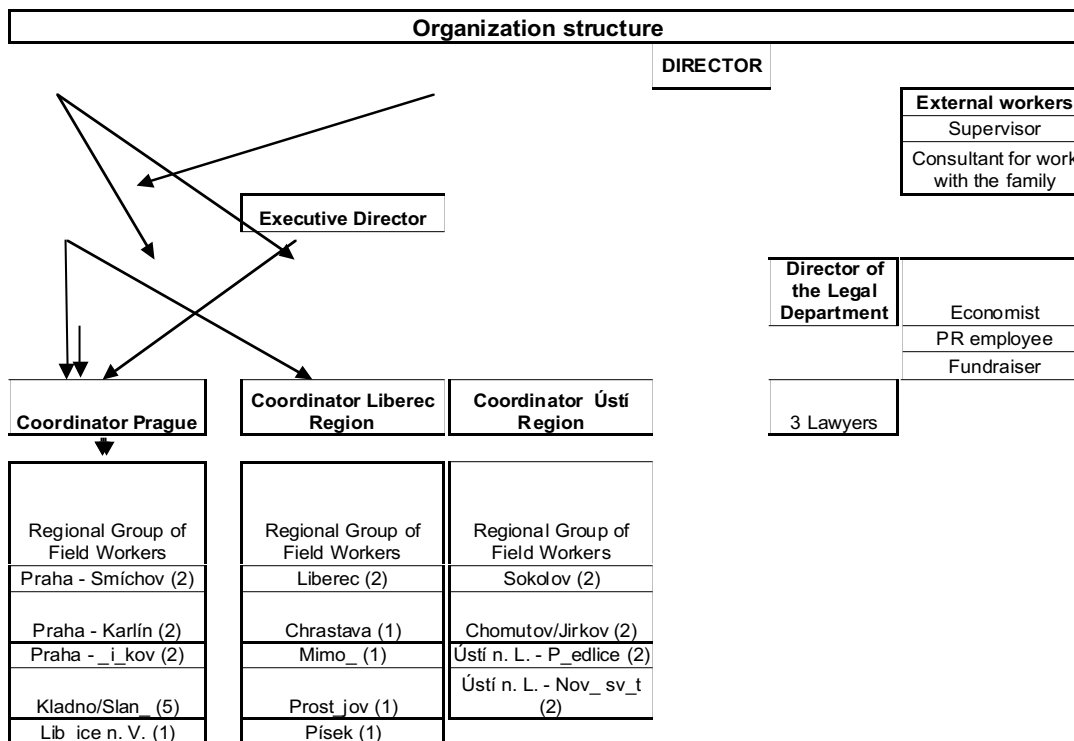 Organization structure
DIRECTOR
External workers
Supervisor
Consultant for work
with the family
Executive Director
Director of
the Legal
Department
Economist
PR employee
Fundraiser
Coordinator Prague
Coordinator Liberec
Region
Coordinator Ústí
Region
3 Lawyers
Regional Group of
Field Workers
Praha - Smíchov (2)
Praha - Karlín (2)
Praha - _i_kov (2)
Kladno/Slan_ (5)
Lib_ice n. V. (1)
Regional Group of
Field Workers
Liberec (2)
Chrastava (1)
Mimo_ (1)
Prost_jov (1)
Písek (1)
Regional Group of
Field Workers
Sokolov (2)
Chomutov/Jirkov (2)
Ústí n. L. - P_edlice (2)
Ústí n. L. - Nov_ sv_t
(2)